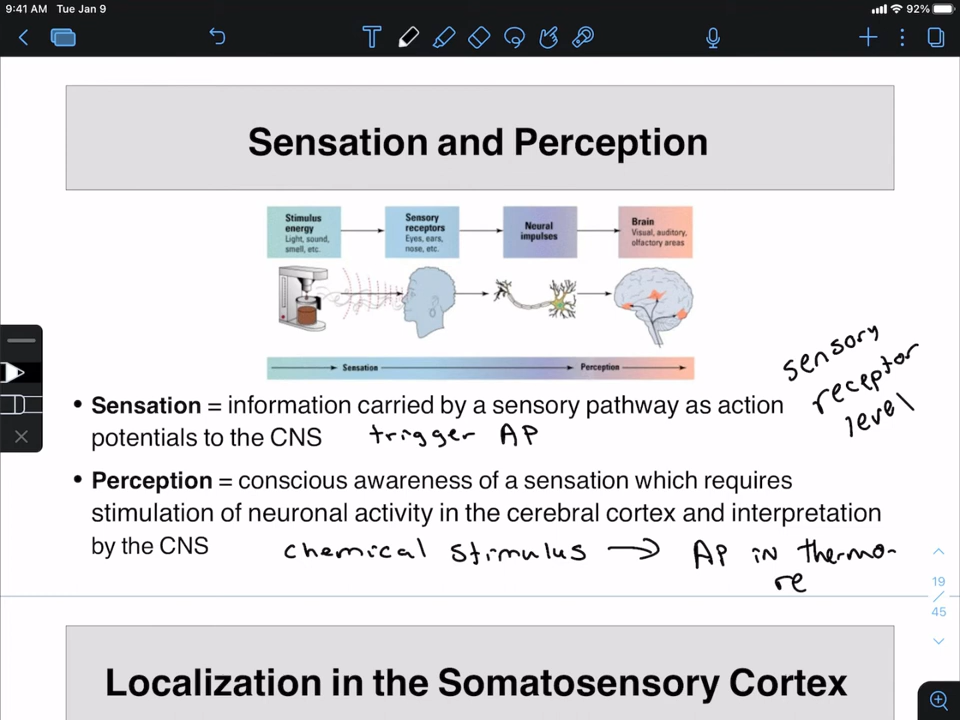 9:41 AM Tue Jan 9
92%
T
Sensation and Perception
Stimulus
energy
Light, sound,
smell, etc.
Sensory
receptors
Eyes, ears,
nose, etc.
Neural
impulses
Brain
Visual, auditory,
olfactory areas
Sensation
Perception
sensory
receptor
level
• Sensation = information carried by a sensory pathway as action
potentials to the CNS trigger AP
• Perception = conscious awareness of a sensation which requires
stimulation of neuronal activity in the cerebral cortex and interpretation
by the CNS chemical stimulus → AP in thermo-
re
19
/
45
Localization in the Somatosensory Cortex